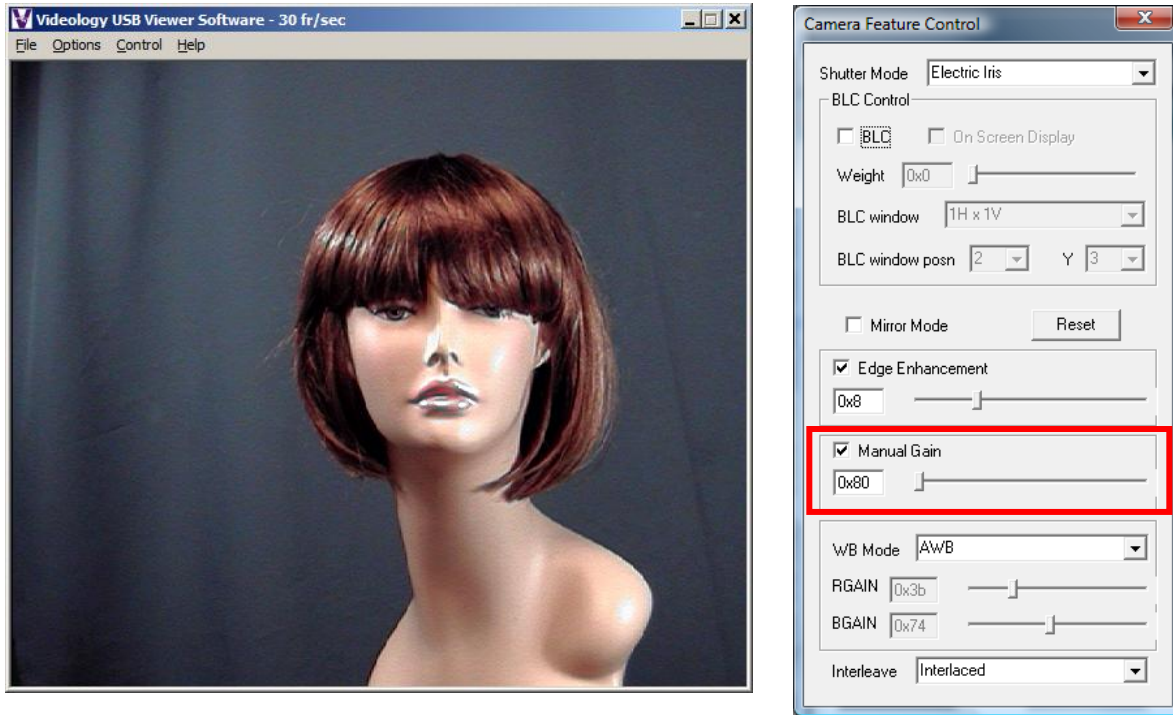 Videology USB Viewer Software - 30 fr/sec
File Options Control Help
Camera Feature Control
Shutter Mode Electric Iris
BLC Control
BLC On Screen Display
Weight 0x0
BLC window 1H x 1V
BLC window posn 2 Y 3
Mirror Mode Reset
Edge Enhancement
0x8
Manual Gain
0x80
WB Mode AWB
RGAIN 0x3b
BGAIN 0x74
Interleave Interlaced